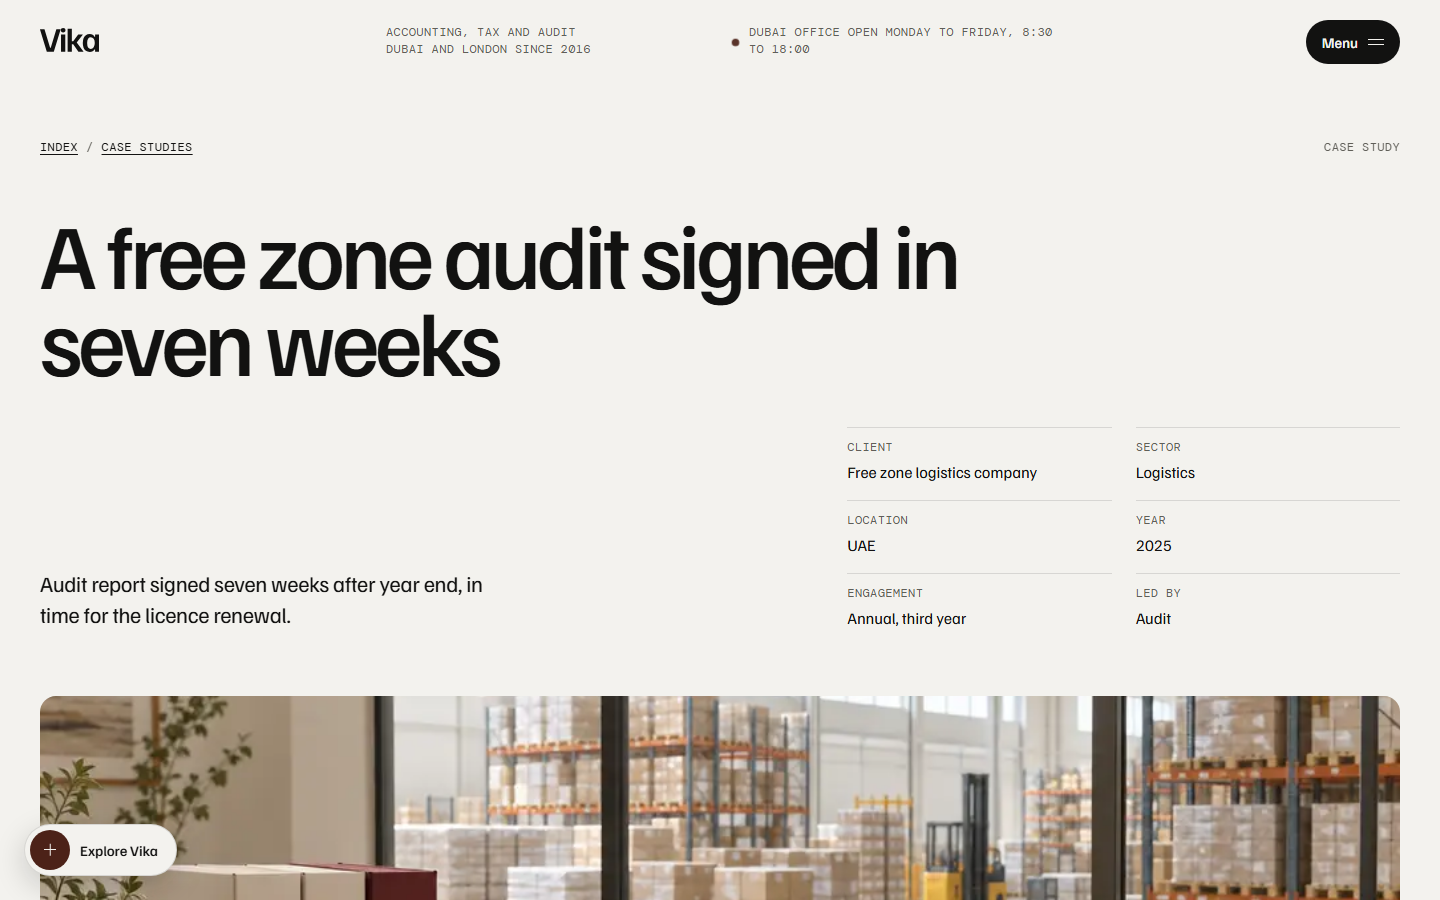 Vika
ACCOUNTING, TAX AND AUDIT
DUBAI AND LONDON SINCE 2016
DUBAI OFFICE OPEN MONDAY TO FRIDAY, 8:30
TO 18:00
Menu
INDEX / CASE STUDIES
CASE STUDY
A free zone audit signed in
seven weeks
Audit report signed seven weeks after year end, in
time for the licence renewal.
CLIENT
Free zone logistics company
SECTOR
Logistics
LOCATION
UAE
YEAR
2025
ENGAGEMENT
Annual, third year
LED BY
Audit
Explore Vika